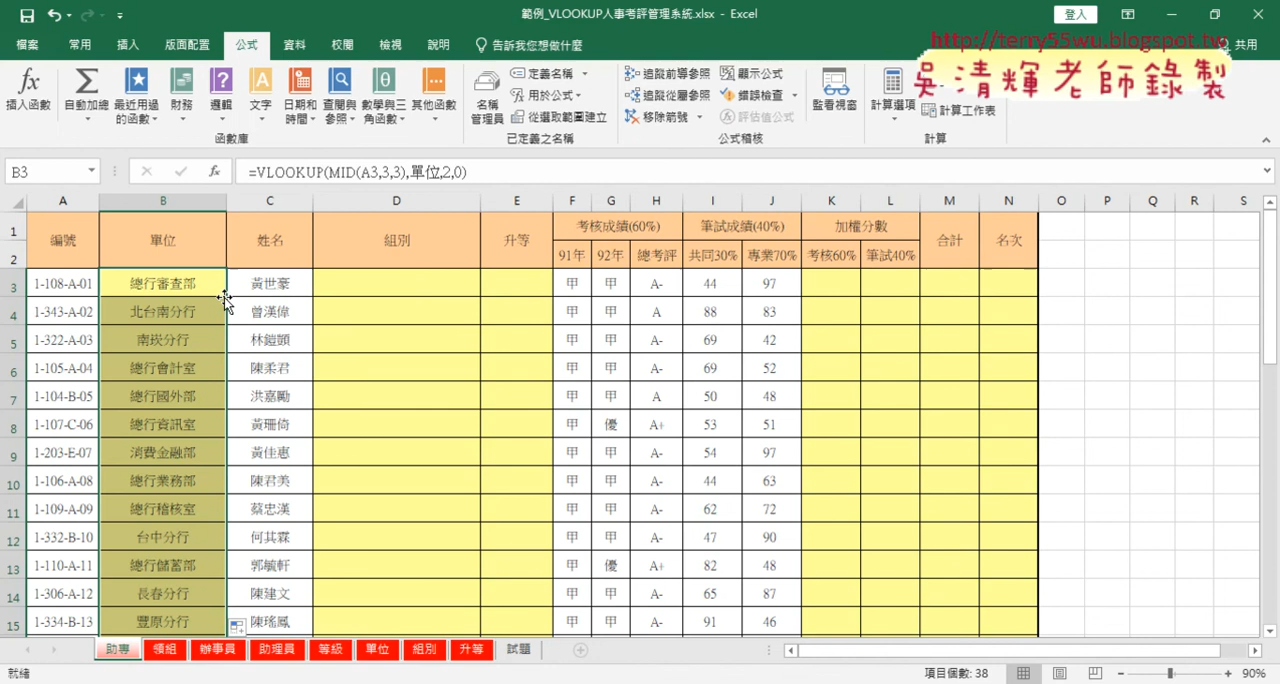 範例_VLOOKUP人事考評管理系統.xlsx - Excel
登入
檔案 常用 插入 版面配置 公式 資料 校閱 檢視 說明 告訴我您想做什麼 共用
http://terry55wu.blogspot.tw
吳清輝老師錄製
插入函數 自動加總 最近用過的函數 財務 邏輯 文字 日期和時間 查閱與參照 數學與三角函數 其他函數
名稱管理員 定義名稱 用於公式 從選取範圍建立
追蹤前導參照 追蹤從屬參照 移除箭號 顯示公式 錯誤檢查 評估值公式 監看視窗
計算選項 計算工作表
函數庫 已定義之名稱 公式稽核 計算
B3 fx =VLOOKUP(MID(A3,3,3),單位,2,0)
A B C D E F G H I J K L M N O P Q R S
1 編號 單位 姓名 組別 升等 考核成績(60%) 筆試成績(40%) 加權分數 合計 名次
2 91年 92年 總考評 共同30% 專業70% 考核60% 筆試40%
3 1-108-A-01 總行審查部 黃世豪 甲 甲 A- 44 97
4 1-343-A-02 北台南分行 曾漢偉 甲 甲 A 88 83
5 1-322-A-03 南崁分行 林鎧顗 甲 甲 A- 69 42
6 1-105-A-04 總行會計室 陳柔君 甲 甲 A- 69 52
7 1-104-B-05 總行國外部 洪嘉勵 甲 甲 A 50 48
8 1-107-C-06 總行資訊室 黃珊倚 甲 優 A+ 53 51
9 1-203-E-07 消費金融部 黃佳惠 甲 甲 A- 54 97
10 1-106-A-08 總行業務部 陳君美 甲 甲 A- 44 63
11 1-109-A-09 總行稽核室 蔡忠漢 甲 甲 A- 62 72
12 1-332-B-10 台中分行 何其霖 甲 甲 A- 47 90
13 1-110-A-11 總行儲蓄部 郭毓軒 甲 優 A+ 82 48
14 1-306-A-12 長春分行 陳建文 甲 甲 A- 65 87
15 1-334-B-13 豐原分行 陳瑤鳳 甲 甲 A- 91 46
助專 領組 辦事員 助理員 等級 單位 組別 升等 試題
就緒 項目個數: 38 90%